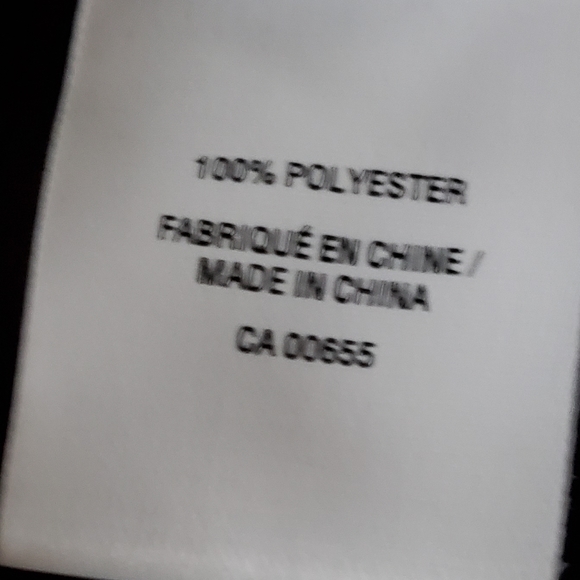 100% POLYESTER
FABRIQUÉ EN CHINE /
MADE IN CHINA
CA 00655